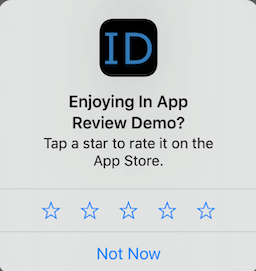 ID
Enjoying In App
Review Demo?
Tap a star to rate it on the
App Store.
Not Now